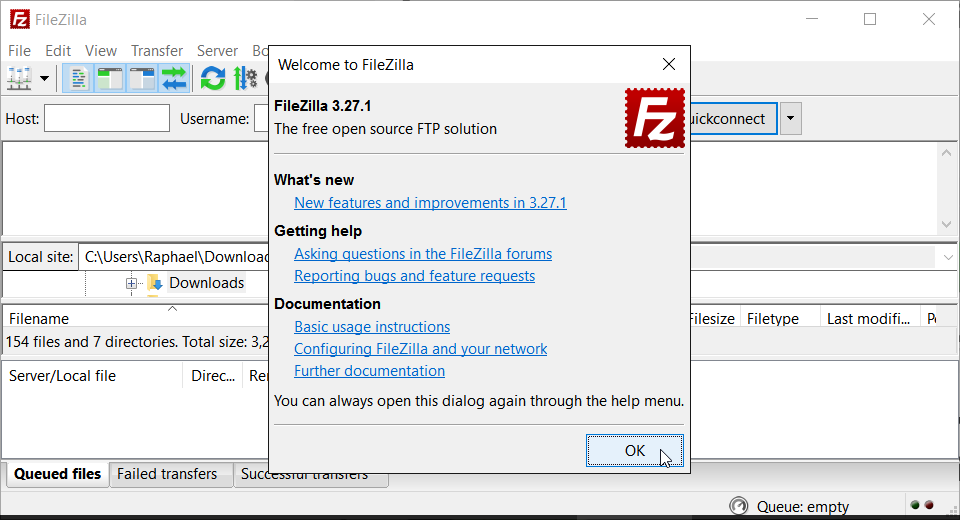 FileZilla
File Edit View Transfer Server Bo
Welcome to FileZilla
FileZilla 3.27.1
The free open source FTP solution
Host: Username: uickconnect
What's new
New features and improvements in 3.27.1
Getting help
Asking questions in the FileZilla forums
Reporting bugs and feature requests
Documentation
Basic usage instructions
Configuring FileZilla and your network
Further documentation
You can always open this dialog again through the help menu.
OK
Local site: C:\Users\Raphael\Downloa
Downloads
Filename Filesize Filetype Last modifi...
154 files and 7 directories. Total size: 3,2
Server/Local file Direc... Re
Queued files Failed transfers Successful transfers
Queue: empty